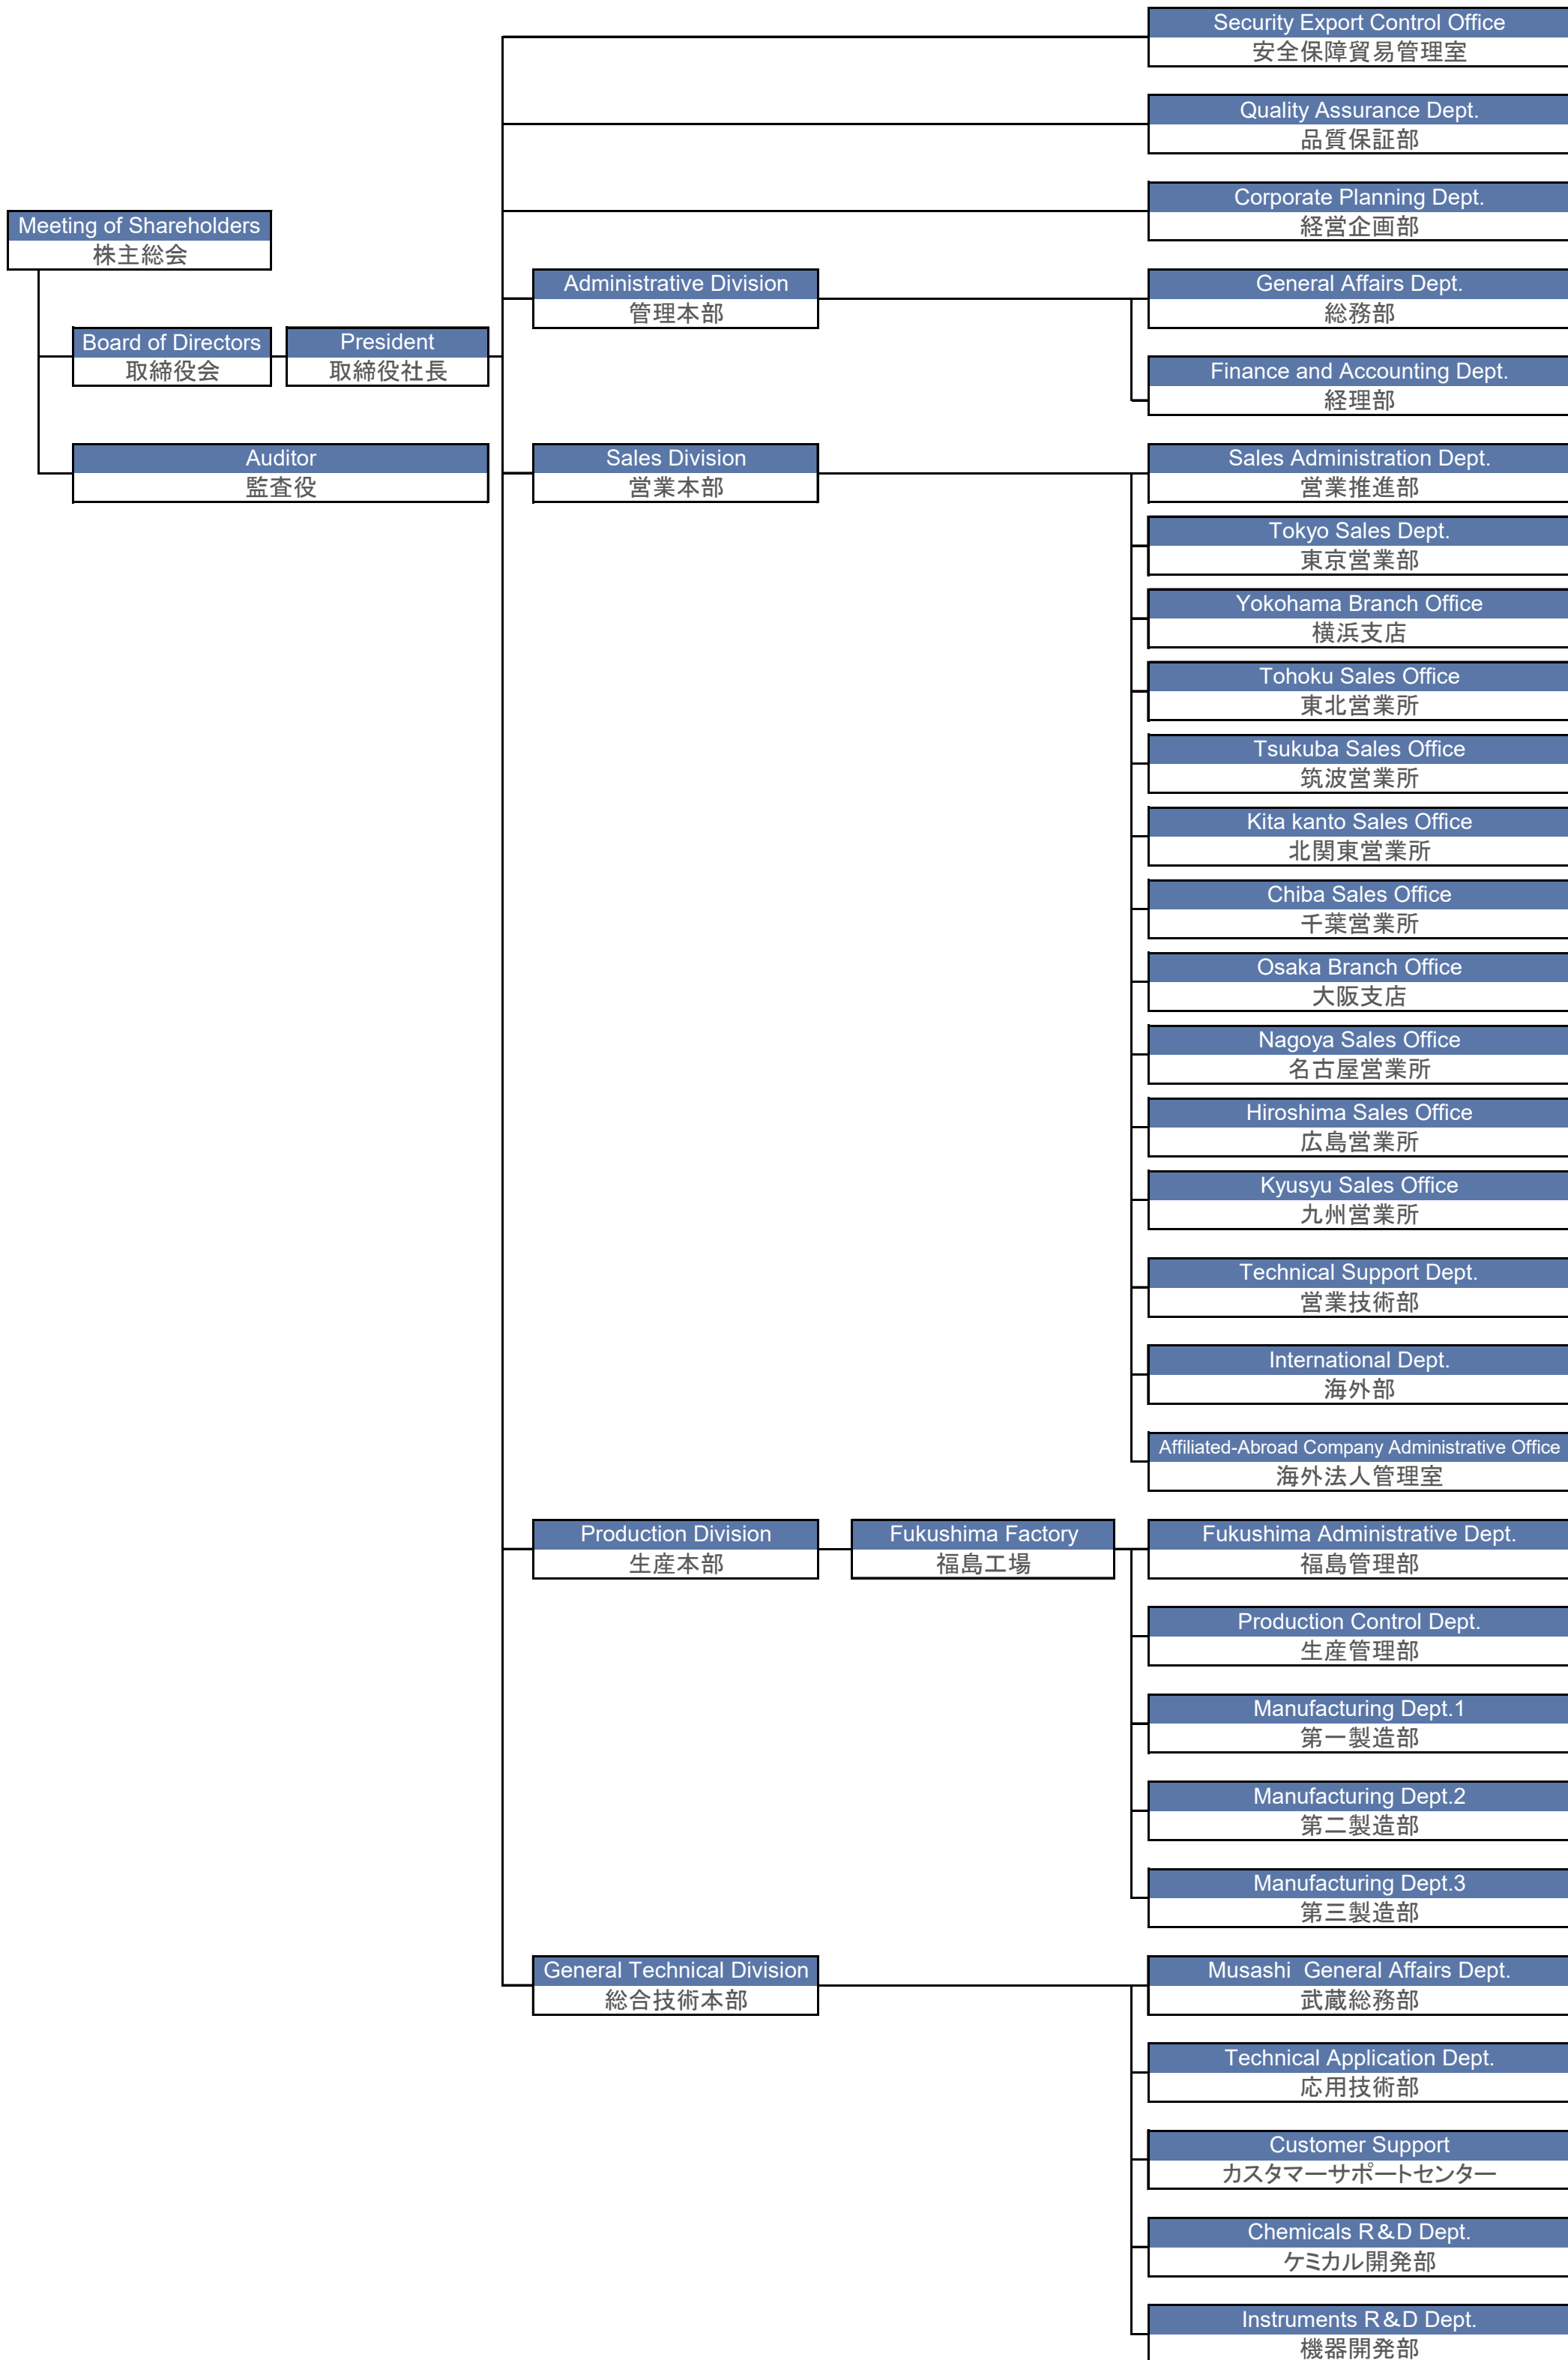 Security Export Control Office
安全保障貿易管理室
Quality Assurance Dept.
品質保証部
Corporate Planning Dept.
経営企画部
Meeting of Shareholders
株主総会
Administrative Division
管理本部
General Affairs Dept.
総務部
Board of Directors
取締役会
President
取締役社長
Finance and Accounting Dept.
経理部
Auditor
監査役
Sales Division
営業本部
Sales Administration Dept.
営業推進部
Tokyo Sales Dept.
東京営業部
Yokohama Branch Office
横浜支店
Tohoku Sales Office
東北営業所
Tsukuba Sales Office
筑波営業所
Kita kanto Sales Office
北関東営業所
Chiba Sales Office
千葉営業所
Osaka Branch Office
大阪支店
Nagoya Sales Office
名古屋営業所
Hiroshima Sales Office
広島営業所
Kyusyu Sales Office
九州営業所
Technical Support Dept.
営業技術部
International Dept.
海外部
Affiliated-Abroad Company Administrative Office
海外法人管理室
Production Division
生産本部
Fukushima Factory
福島工場
Fukushima Administrative Dept.
福島管理部
Production Control Dept.
生産管理部
Manufacturing Dept.1
第一製造部
Manufacturing Dept.2
第二製造部
Manufacturing Dept.3
第三製造部
General Technical Division
総合技術本部
Musashi  General Affairs Dept.
武蔵総務部
Technical Application Dept.
応用技術部
Customer Support
カスタマーサポートセンター
Chemicals R＆D Dept.
ケミカル開発部
Instruments R＆D Dept.
機器開発部